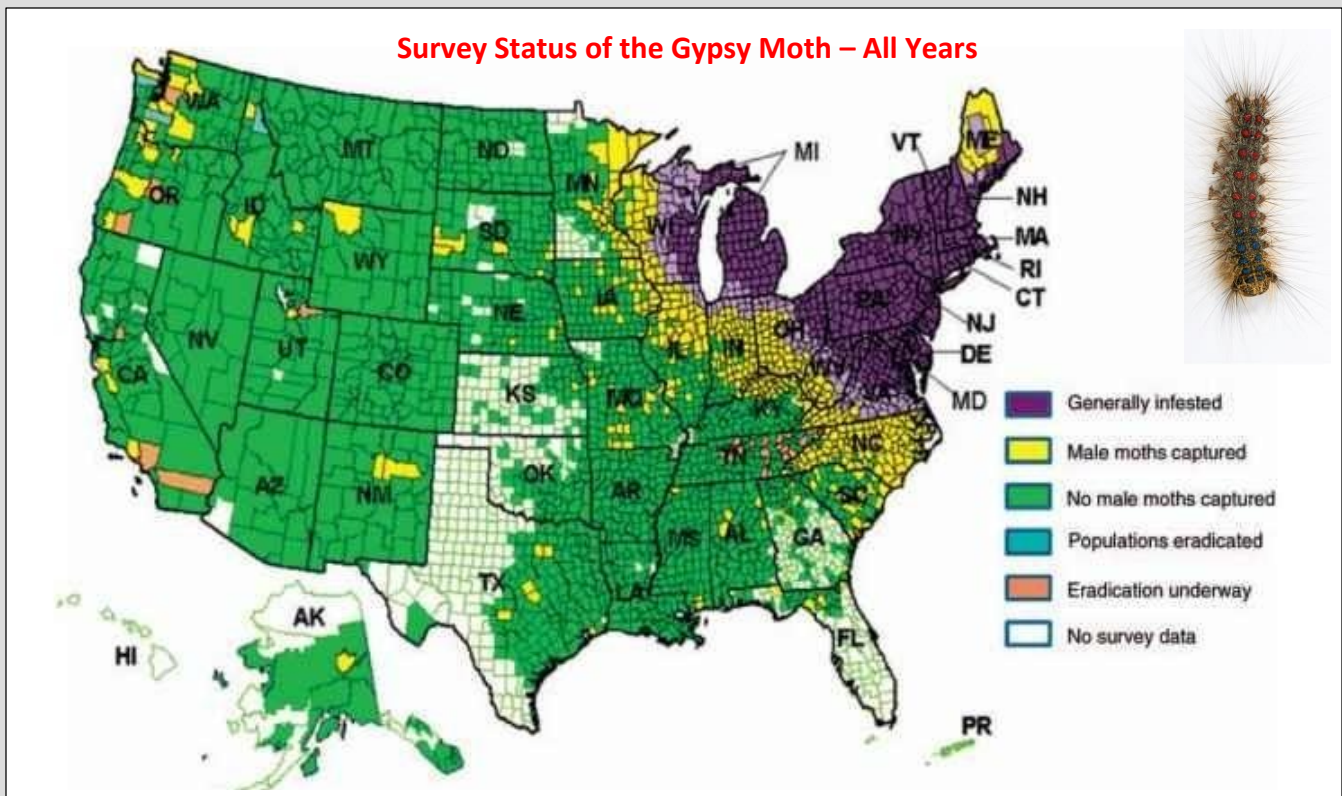 Survey Status of the Gypsy Moth – All Years
WA
MT
ND
MN
MI
VT
ME
OR
ID
SD
WI
NH
WY
NY
MA
RI
CT
IA
NE
PA
NJ
NV
UT
CO
IL
IN
OH
DE
CA
KS
MO
WV
VA
MD
KY
Generally infested
Male moths captured
No male moths captured
Populations eradicated
Eradication underway
No survey data
AZ
NM
OK
AR
TN
NC
SC
TX
LA
MS
AL
GA
FL
AK
HI
PR